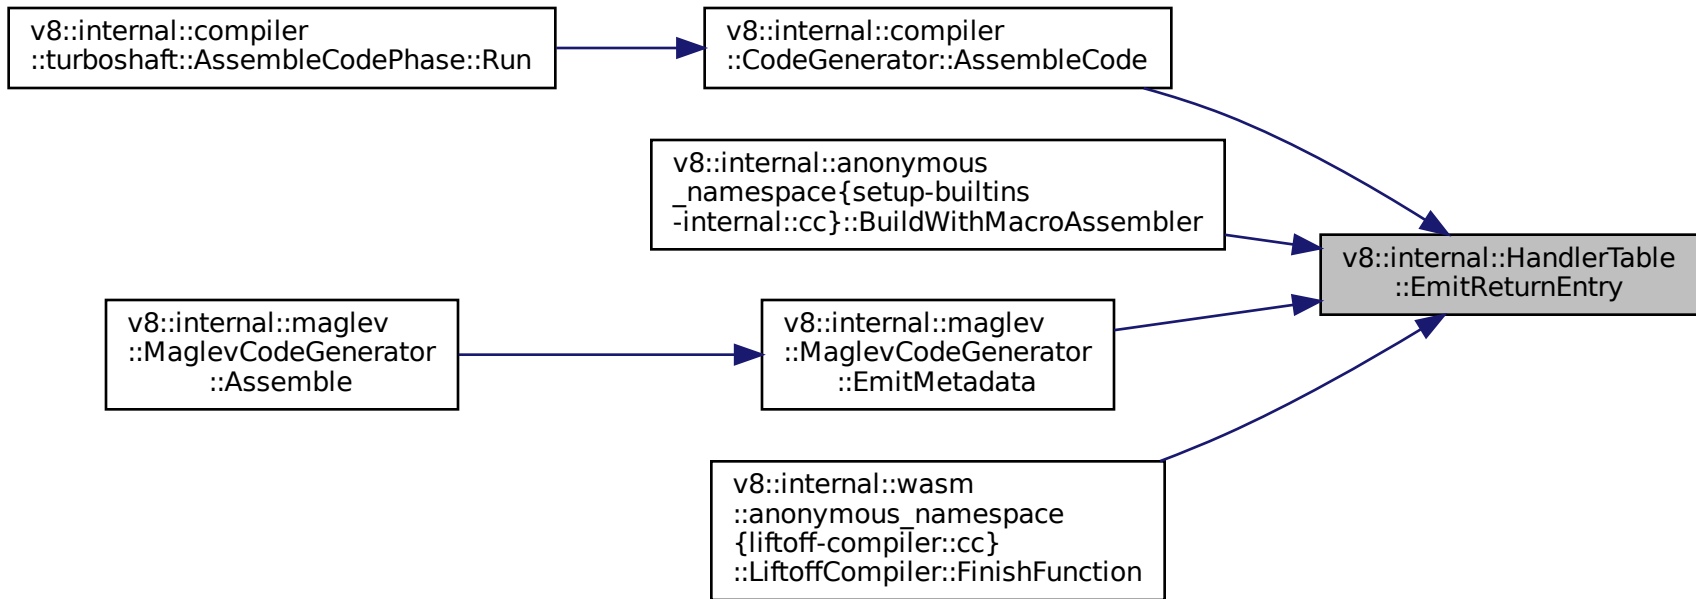 v8::internal::compiler
::turboshaft::AssembleCodePhase::Run
v8::internal::compiler
::CodeGenerator::AssembleCode
v8::internal::anonymous
_namespace{setup-builtins
-internal::cc}::BuildWithMacroAssembler
v8::internal::HandlerTable
::EmitReturnEntry
v8::internal::maglev
::MaglevCodeGenerator
::Assemble
v8::internal::maglev
::MaglevCodeGenerator
::EmitMetadata
v8::internal::wasm
::anonymous_namespace
{liftoff-compiler::cc}
::LiftoffCompiler::FinishFunction